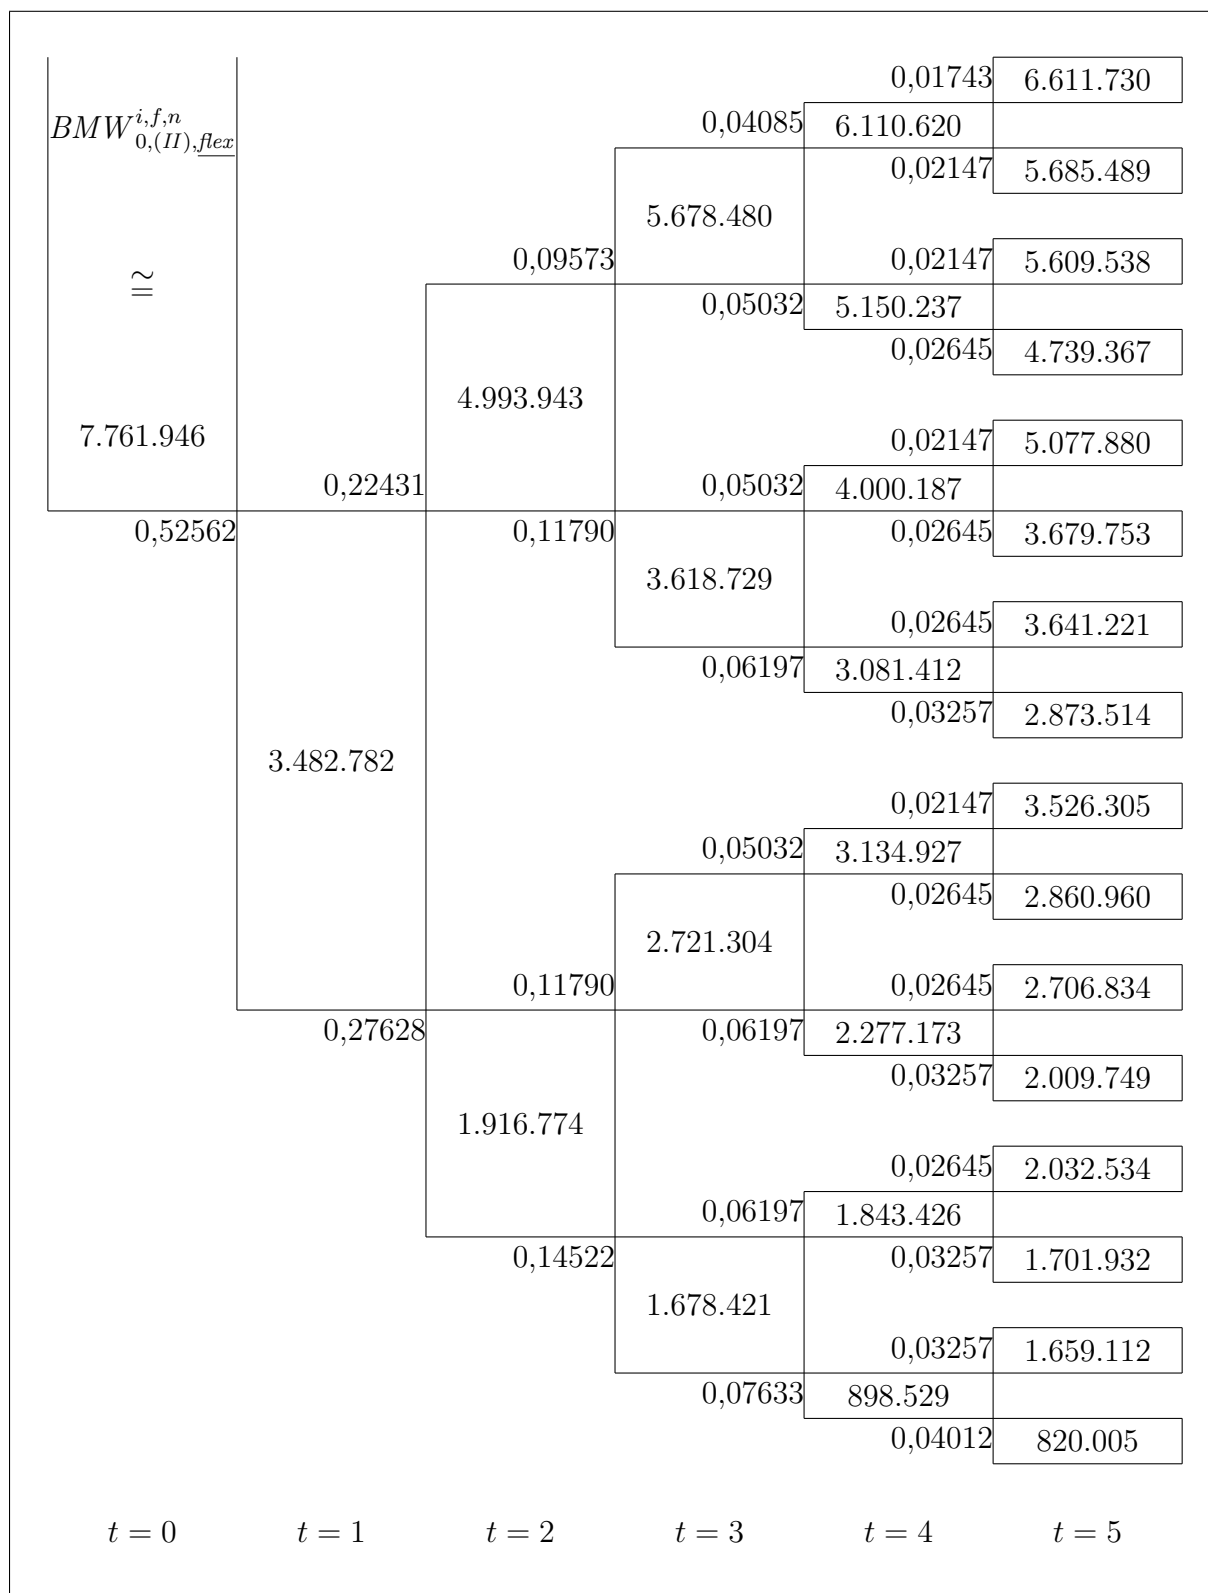 0,01743 6.611.730
0,04085 6.110.620
BMW^{i,f,n}_{0,(II),flex}
0,02147 5.685.489
5.678.480
0,09573 0,02147 5.609.538
≅
0,05032 5.150.237
0,02645 4.739.367
4.993.943
7.761.946 0,02147 5.077.880
0,22431 0,05032 4.000.187
0,52562 0,11790 0,02645 3.679.753
3.618.729
0,02645 3.641.221
0,06197 3.081.412
0,03257 2.873.514
3.482.782
0,02147 3.526.305
0,05032 3.134.927
0,02645 2.860.960
2.721.304
0,11790 0,02645 2.706.834
0,27628 0,06197 2.277.173
0,03257 2.009.749
1.916.774
0,02645 2.032.534
0,06197 1.843.426
0,14522 0,03257 1.701.932
1.678.421
0,03257 1.659.112
0,07633 898.529
0,04012 820.005
t = 0 t = 1 t = 2 t = 3 t = 4 t = 5